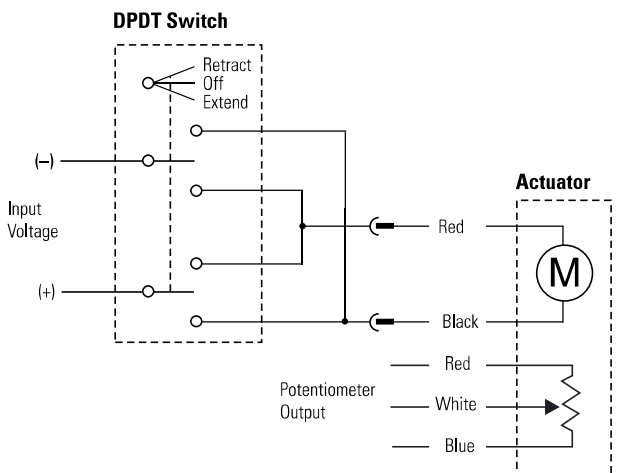 DPDT Switch
Retract
Off
Extend
(–)
Input
Voltage
(+)
Actuator
Red
M
Black
Red
Potentiometer
Output
White
Blue